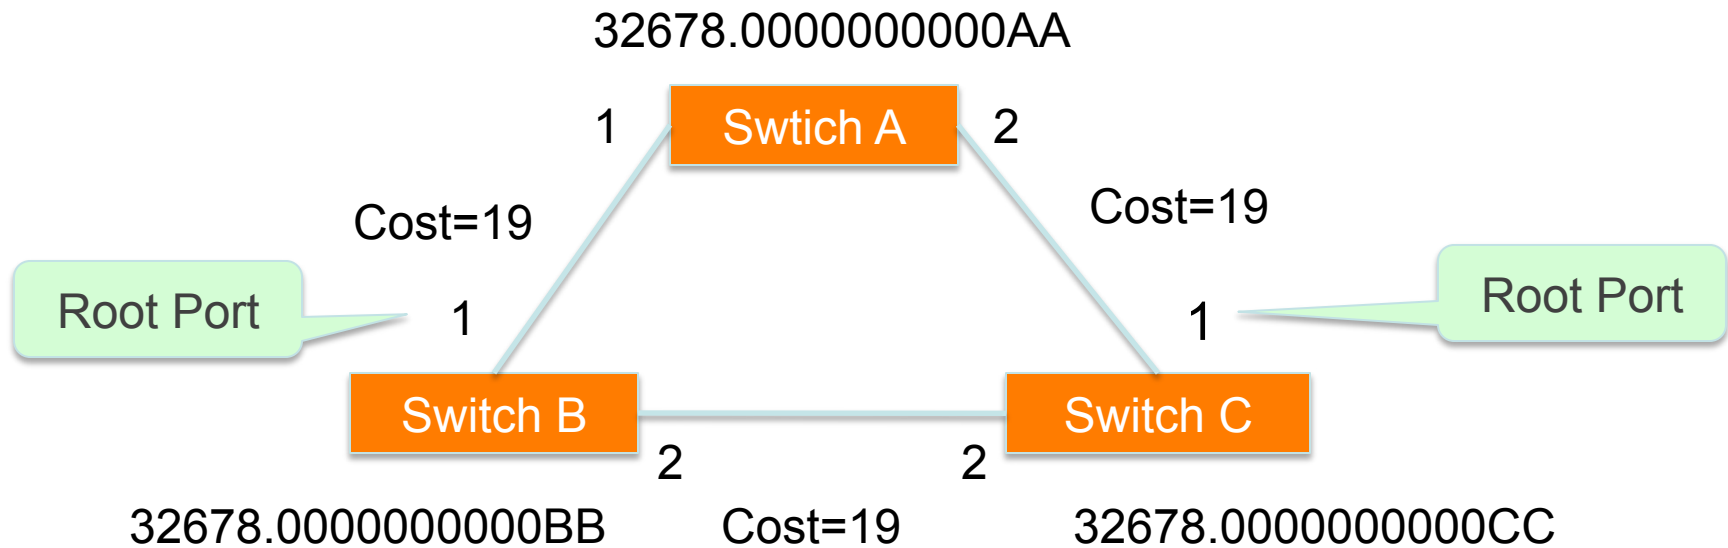 32678.0000000000AA
1
Swtich A
2
Cost=19
Cost=19
Root Port
1
1
Root Port
Switch B
Switch C
2
2
32678.0000000000BB
Cost=19
32678.0000000000CC